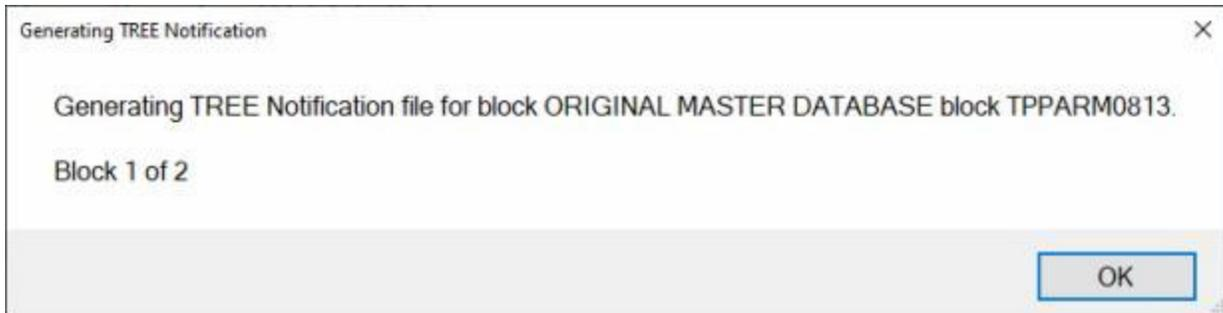 Generating TREE Notification
Generating TREE Notification file for block ORIGINAL MASTER DATABASE block TPPARM0813.
Block 1 of 2
OK